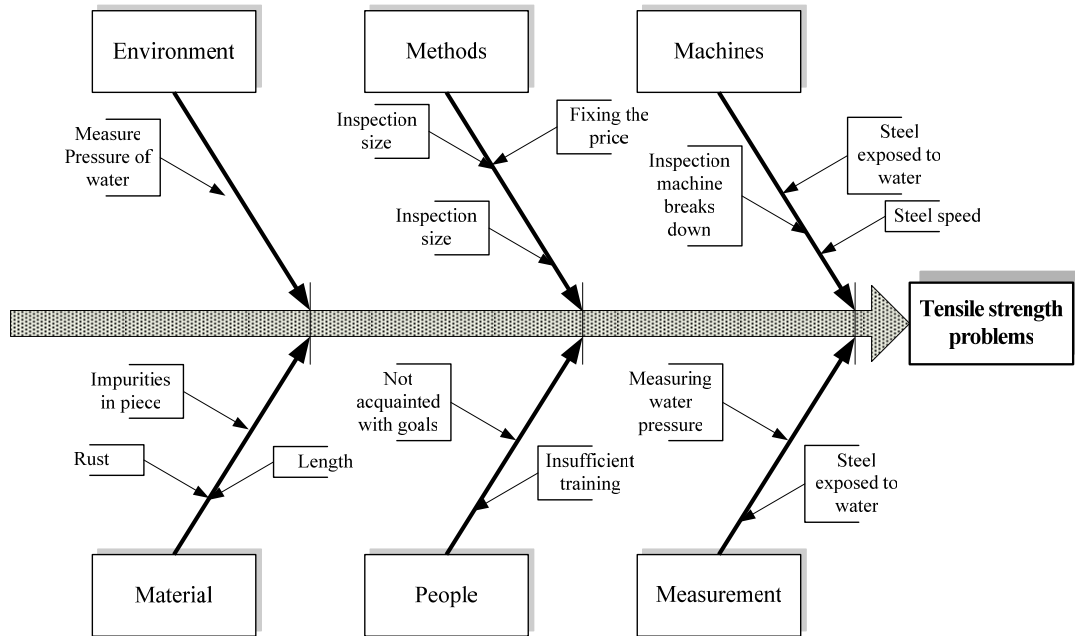 Environment
Methods
Machines
Measure
Pressure of
water
Inspection
size
Fixing the
price
Inspection
size
Inspection
machine
breaks
down
Steel
exposed to
water
Steel speed
Tensile strength
problems
Impurities
in piece
Rust
Length
Not
acquainted
with goals
Insufficient
training
Measuring
water
pressure
Steel
exposed to
water
Material
People
Measurement